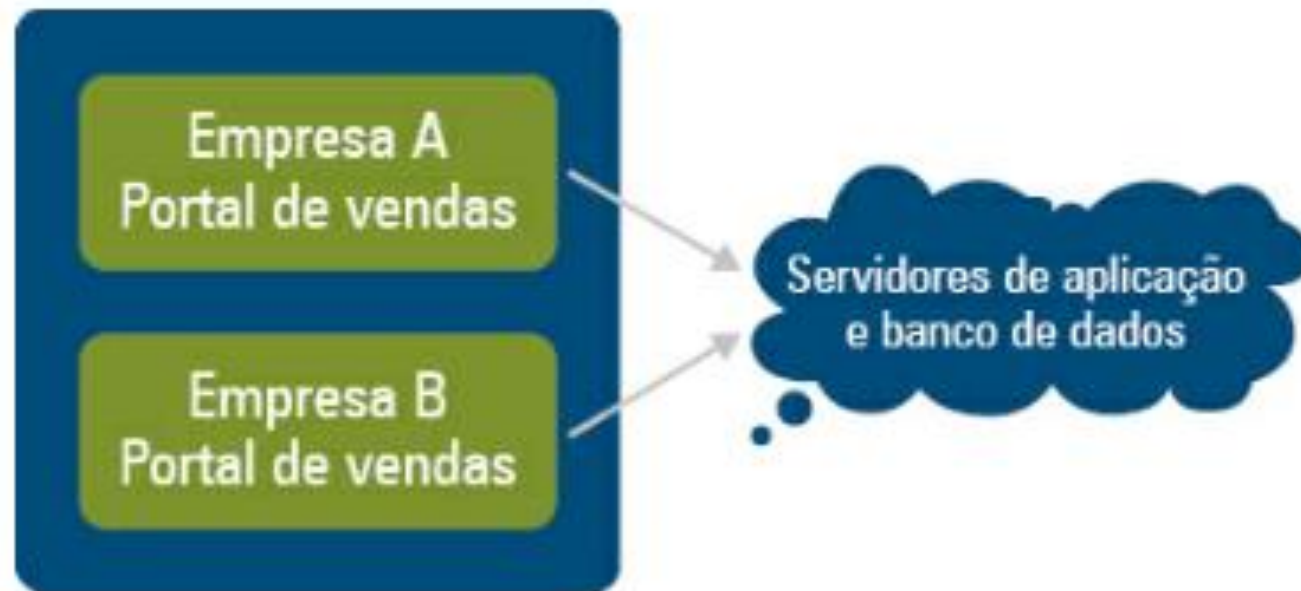 Empresa A
Portal de vendas
Empresa B
Portal de vendas
Servidores de aplicação
e banco de dados